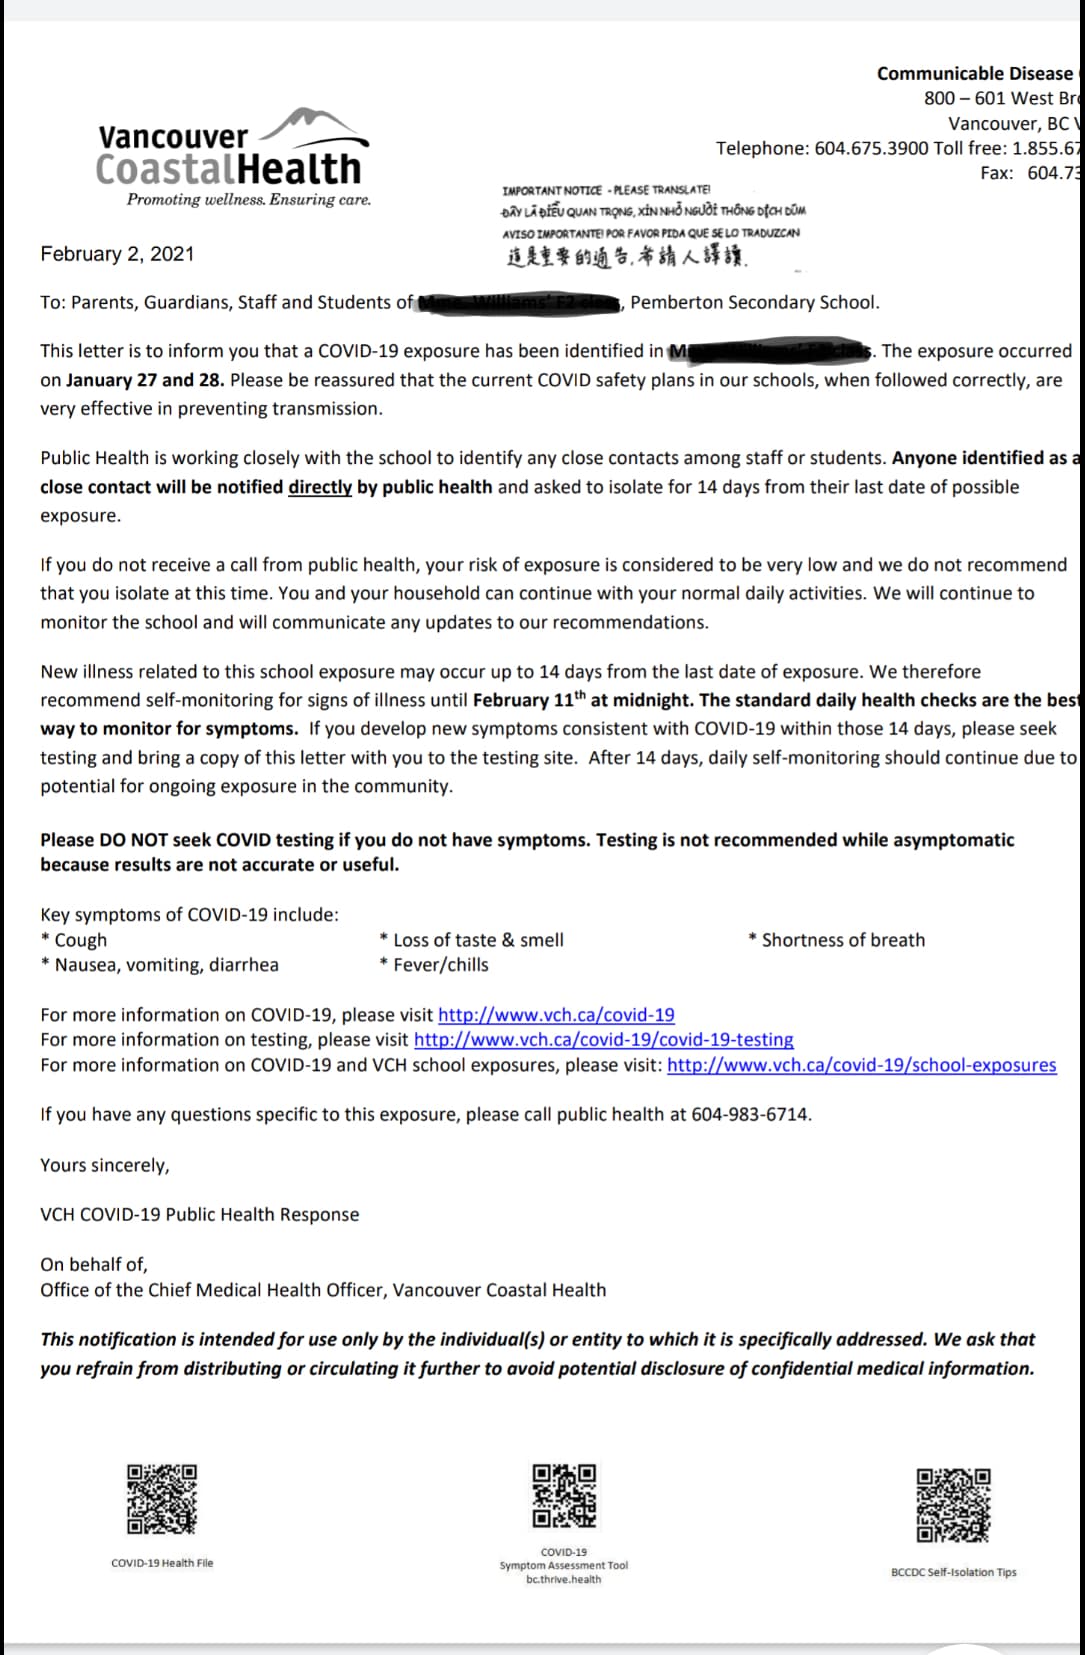 Communicable Disease
800 – 601 West
Vancouver, BC
Telephone: 604.675.3900 Toll free: 1.855.67
Fax: 604.73
Vancouver
CoastalHealth
Promoting wellness. Ensuring care.
IMPORTANT NOTICE - PLEASE TRANSLATE!
ĐÂY LÀ ĐIỀU QUAN TRỌNG, XIN NHỜ NGƯỜI THÔNG DỊCH DÙM
AVISO IMPORTANTE! POR FAVOR PIDA QUE SE LO TRADUZCAN
這是重要的通告,希請人譯讀.
February 2, 2021
To: Parents, Guardians, Staff and Students of , Pemberton Secondary School.
This letter is to inform you that a COVID-19 exposure has been identified in . The exposure occurred
on January 27 and 28. Please be reassured that the current COVID safety plans in our schools, when followed correctly, are
very effective in preventing transmission.
Public Health is working closely with the school to identify any close contacts among staff or students. Anyone identified as a
close contact will be notified directly by public health and asked to isolate for 14 days from their last date of possible
exposure.
If you do not receive a call from public health, your risk of exposure is considered to be very low and we do not recommend
that you isolate at this time. You and your household can continue with your normal daily activities. We will continue to
monitor the school and will communicate any updates to our recommendations.
New illness related to this school exposure may occur up to 14 days from the last date of exposure. We therefore
recommend self-monitoring for signs of illness until February 11th at midnight. The standard daily health checks are the best
way to monitor for symptoms. If you develop new symptoms consistent with COVID-19 within those 14 days, please seek
testing and bring a copy of this letter with you to the testing site. After 14 days, daily self-monitoring should continue due to
potential for ongoing exposure in the community.
Please DO NOT seek COVID testing if you do not have symptoms. Testing is not recommended while asymptomatic
because results are not accurate or useful.
Key symptoms of COVID-19 include:
* Cough * Loss of taste & smell * Shortness of breath
* Nausea, vomiting, diarrhea * Fever/chills
For more information on COVID-19, please visit http://www.vch.ca/covid-19
For more information on testing, please visit http://www.vch.ca/covid-19/covid-19-testing
For more information on COVID-19 and VCH school exposures, please visit: http://www.vch.ca/covid-19/school-exposures
If you have any questions specific to this exposure, please call public health at 604-983-6714.
Yours sincerely,
VCH COVID-19 Public Health Response
On behalf of,
Office of the Chief Medical Health Officer, Vancouver Coastal Health
This notification is intended for use only by the individual(s) or entity to which it is specifically addressed. We ask that
you refrain from distributing or circulating it further to avoid potential disclosure of confidential medical information.
COVID-19 Health File
COVID-19
Symptom Assessment Tool
bc.thrive.health
BCCDC Self-Isolation Tips